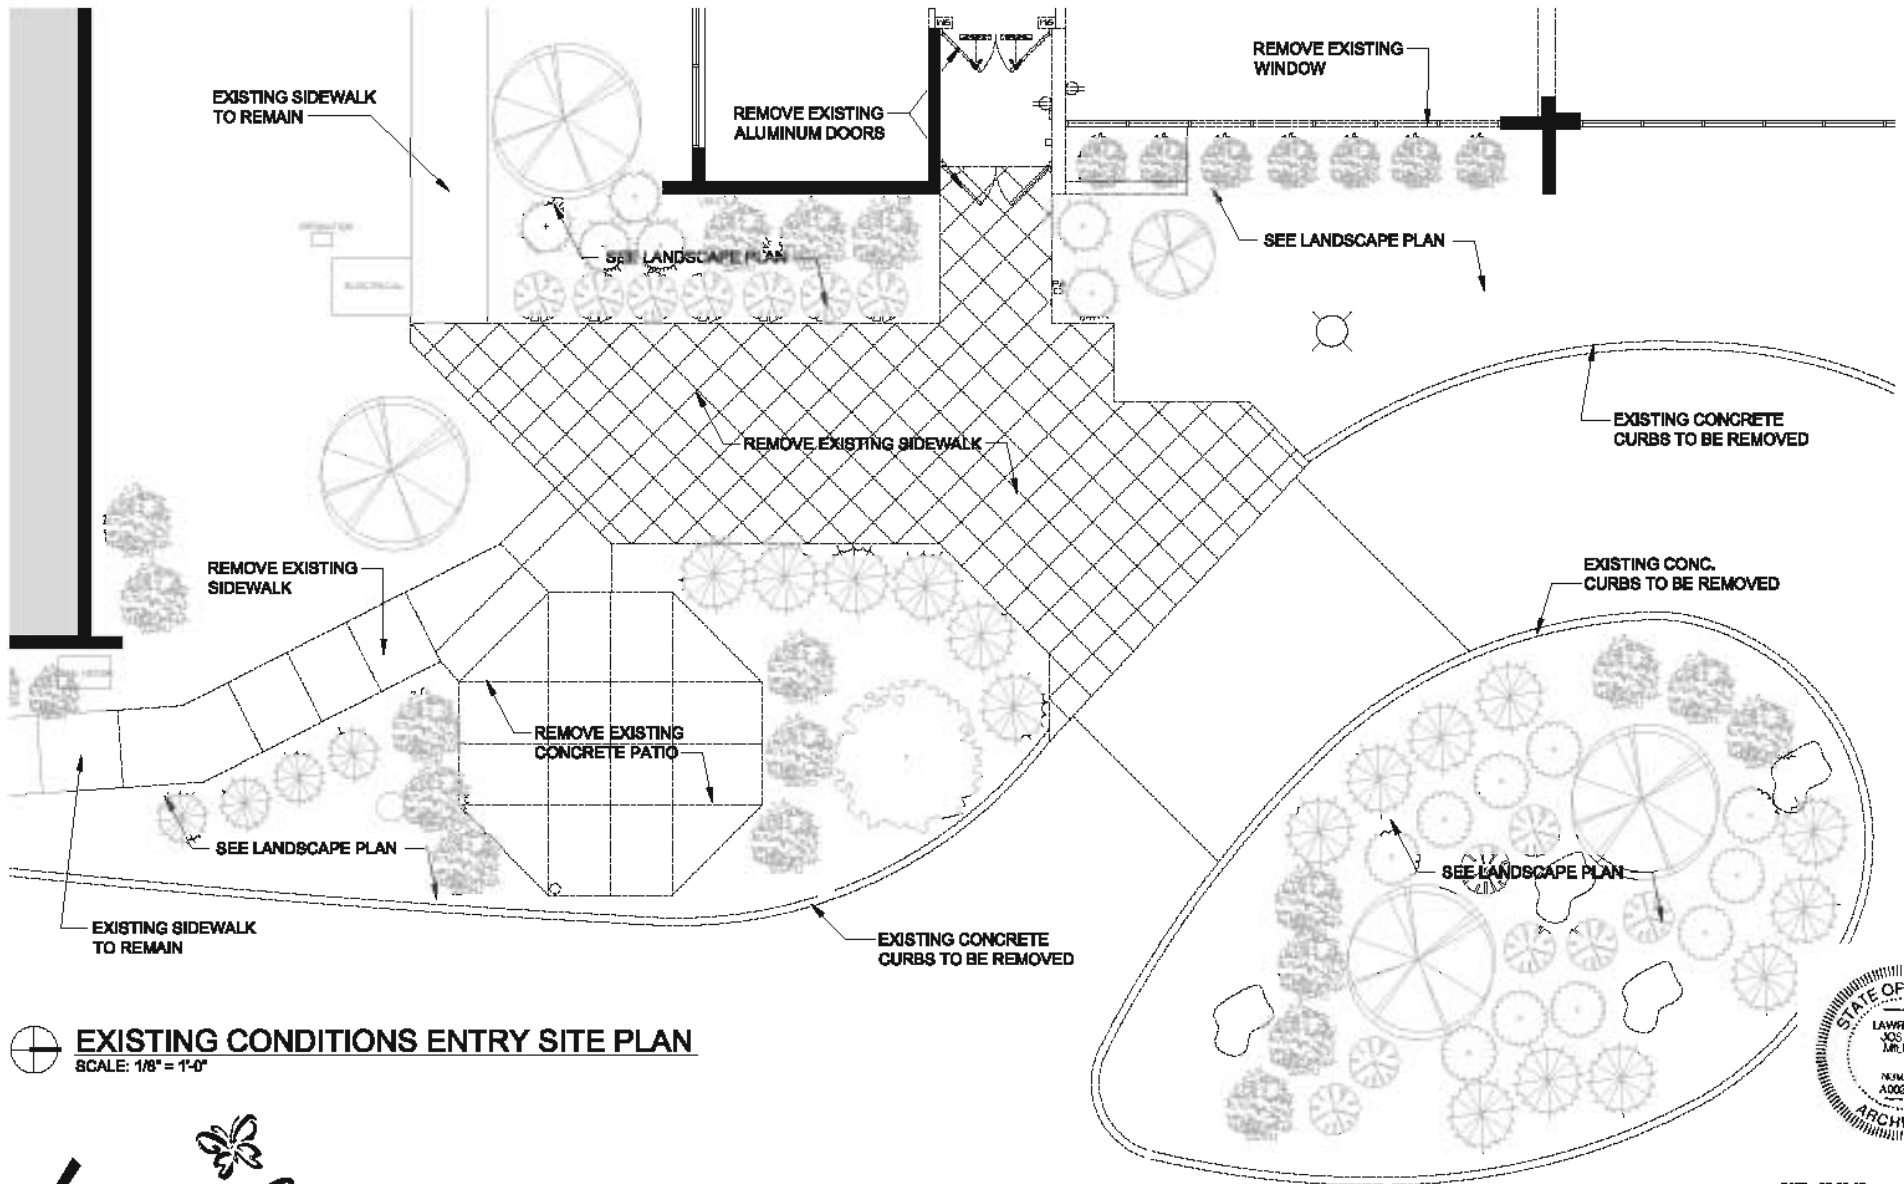 EXISTING SIDEWALK
TO REMAIN
REMOVE EXISTING
ALUMINUM DOORS
REMOVE EXISTING
WINDOW
SEE LANDSCAPE PLAN
SEE LANDSCAPE PLAN
ELECTRICAL
REMOVE EXISTING SIDEWALK
EXISTING CONCRETE
CURBS TO BE REMOVED
REMOVE EXISTING
SIDEWALK
EXISTING CONC.
CURBS TO BE REMOVED
REMOVE EXISTING
CONCRETE PATIO
SEE LANDSCAPE PLAN
SEE LANDSCAPE PLAN
EXISTING SIDEWALK
TO REMAIN
EXISTING CONCRETE
CURBS TO BE REMOVED
EXISTING CONDITIONS ENTRY SITE PLAN
SCALE: 1/8" = 1'-0"
STATE OF